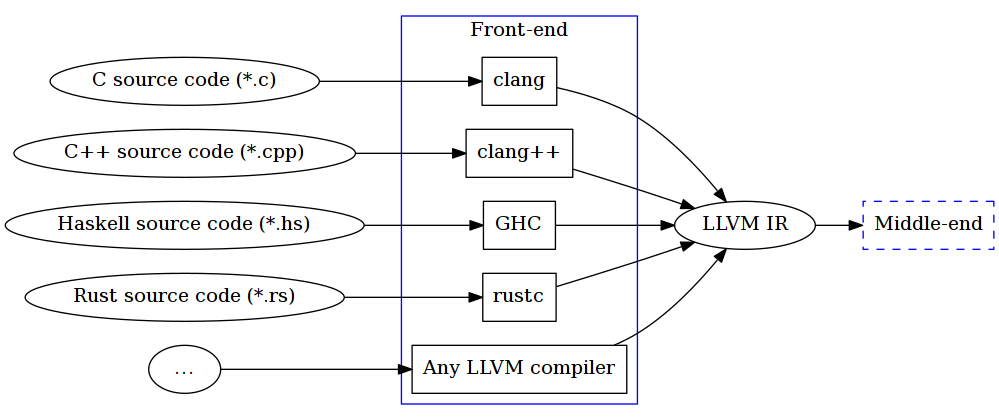 Front-end
C source code (*.c)
clang
C++ source code (*.cpp)
clang++
Haskell source code (*.hs)
GHC
LLVM IR
Middle-end
Rust source code (*.rs)
rustc
...
Any LLVM compiler